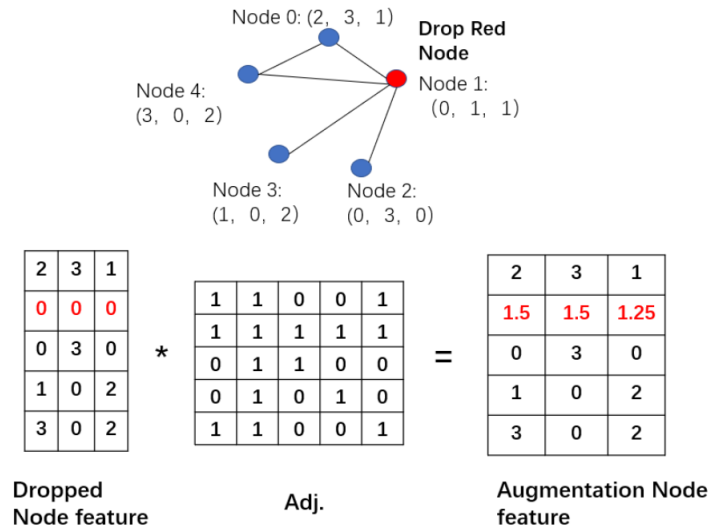 Node 0: (2, 3, 1)
Drop Red
Node
Node 1:
(0, 1, 1)
Node 4:
(3, 0, 2)
Node 3:
(1, 0, 2)
Node 2:
(0, 3, 0)
2 3 1
0 0 0
0 3 0
1 0 2
3 0 2
*
1 1 0 0 1
1 1 1 1 1
0 1 1 0 0
0 1 0 1 0
1 1 0 0 1
=
2 3 1
1.5 1.5 1.25
0 3 0
1 0 2
3 0 2
Dropped
Node feature
Adj.
Augmentation Node
feature